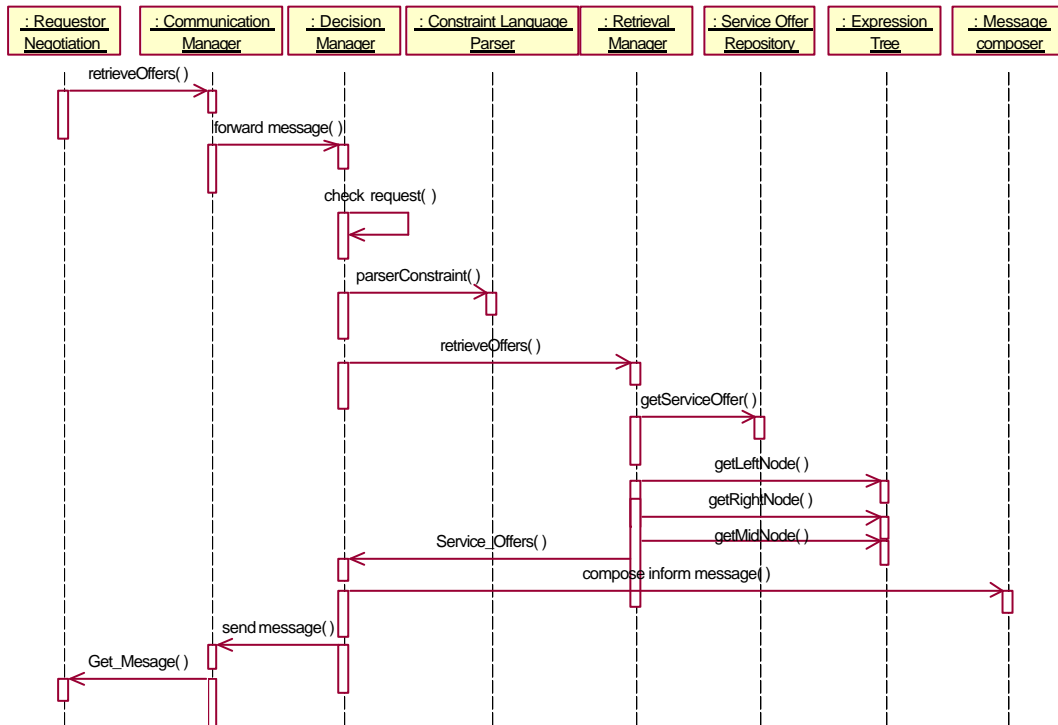 : Requestor
Negotiation
: Communication
Manager
: Decision
Manager
: Constraint Language
Parser
: Retrieval
Manager
: Service Offer
Repository
: Expression
Tree
: Message
composer
retrieveOffers( )
forward message( )
check request( )
parserConstraint( )
retrieveOffers( )
getServiceOffer( )
getLeftNode( )
getRightNode( )
getMidNode( )
Service_Offers( )
compose inform message( )
send message( )
Get_Mesage( )